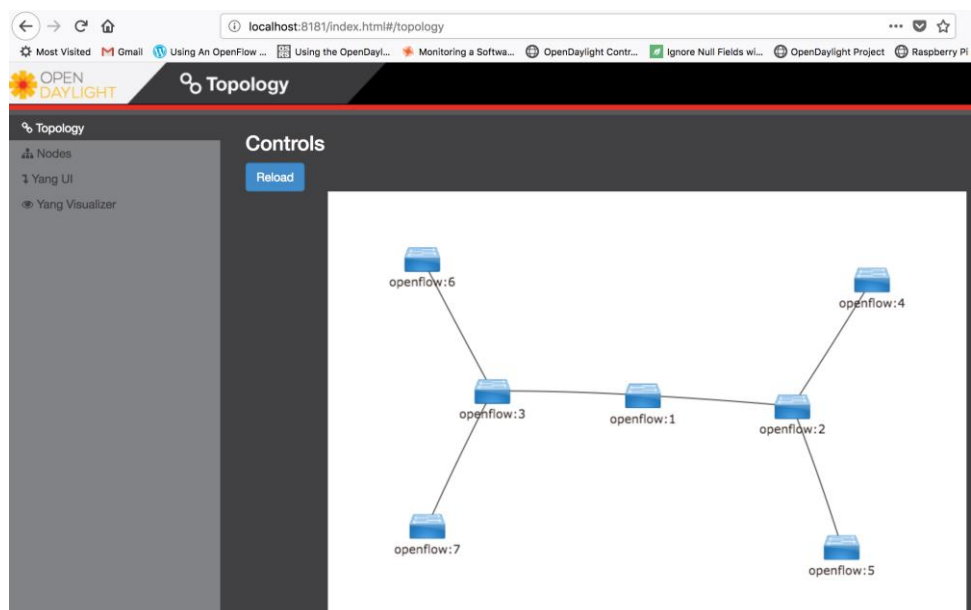 localhost:8181/index.html#/topology
Most Visited Gmail Using An OpenFlow ... Using the OpenDayl... Monitoring a Softwa... OpenDaylight Contr... Ignore Null Fields wi... OpenDaylight Project Raspberry Pi
OPEN
DAYLIGHT
Topology
Topology
Nodes
Yang UI
Yang Visualizer
Controls
Reload
openflow:6
openflow:4
openflow:3
openflow:1
openflow:2
openflow:7
openflow:5